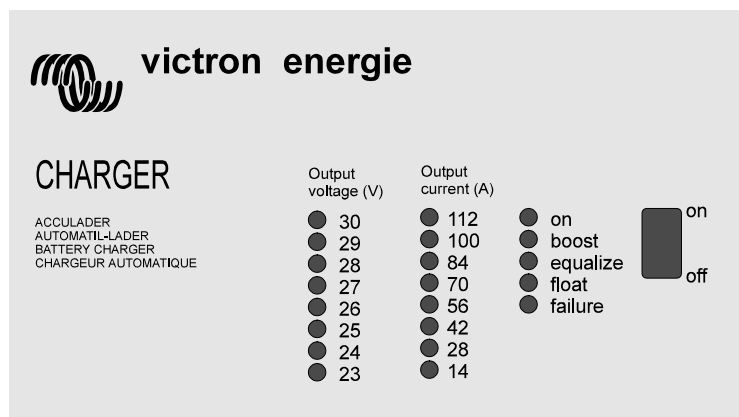 victron energie
CHARGER
ACCULADER
AUTOMATIL-LADER
BATTERY CHARGER
CHARGEUR AUTOMATIQUE
Output
voltage (V)
30
29
28
27
26
25
24
23
Output
current (A)
112
100
84
70
56
42
28
14
on
boost
equalize
float
failure
on
off